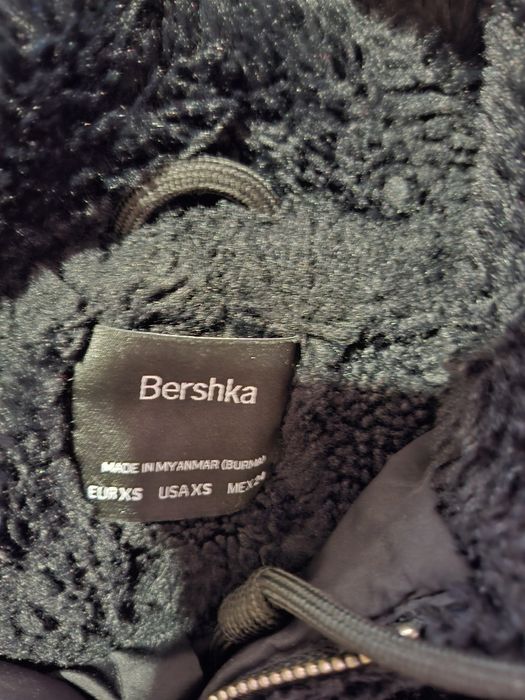 Bershka
MADE IN MYANMAR (BURMA)
EUR XS USA XS MEX